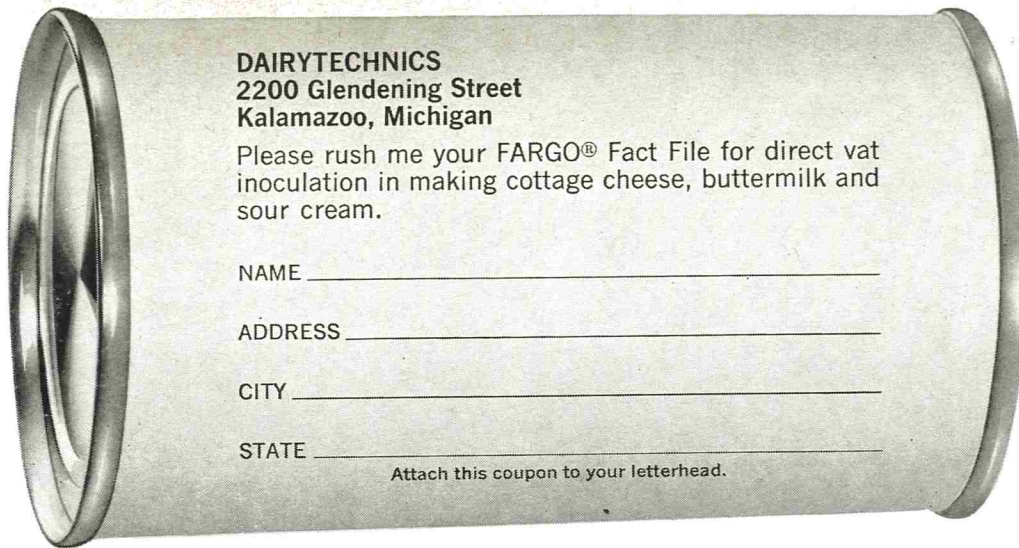 DAIRYTECHNICS
2200 Glendening Street
Kalamazoo, Michigan
Please rush me your FARGO® Fact File for direct vat
inoculation in making cottage cheese, buttermilk and
sour cream.
NAME
ADDRESS
CITY
STATE
Attach this coupon to your letterhead.